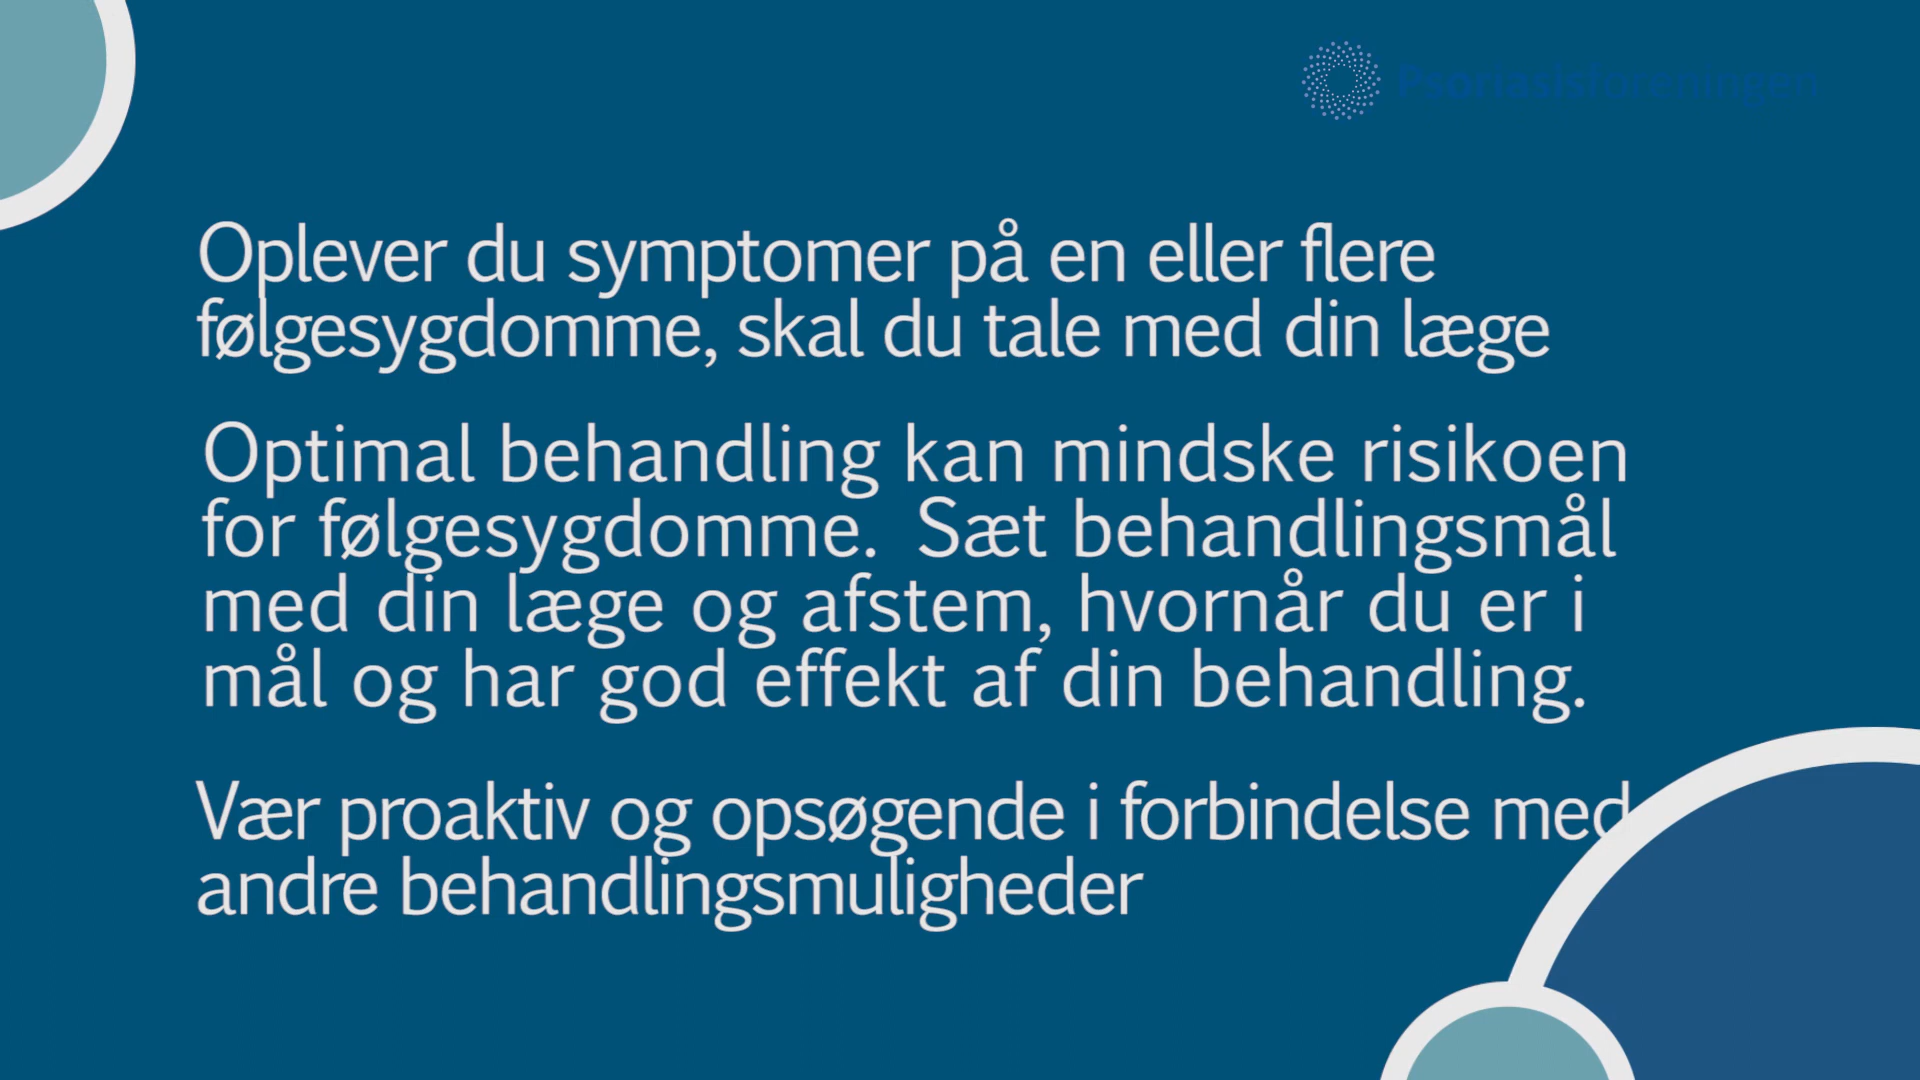 Psoriasisforeningen
Oplever du symptomer på en eller flere
følgesygdomme, skal du tale med din læge
Optimal behandling kan mindske risikoen
for følgesygdomme. Sæt behandlingsmål
med din læge og afstem, hvornår du er i
mål og har god effekt af din behandling.
Vær proaktiv og opsøgende i forbindelse med
andre behandlingsmuligheder